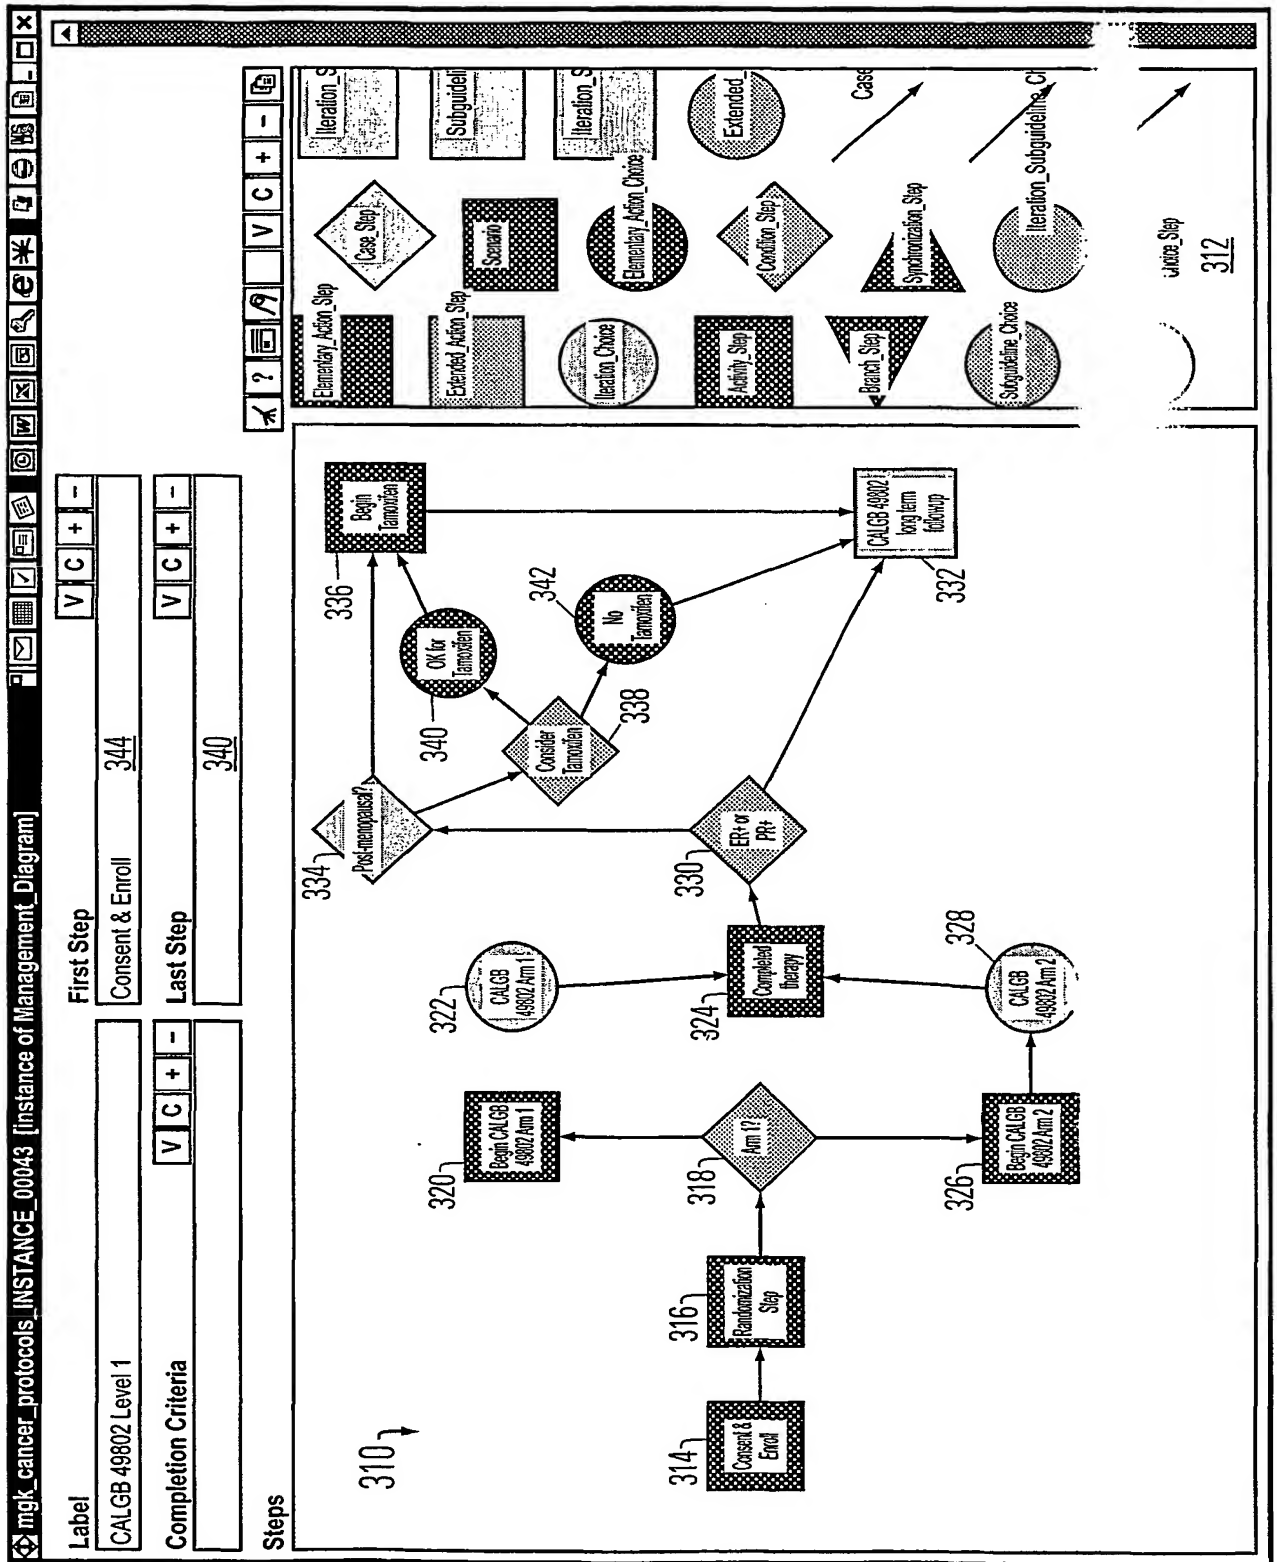 mgk_cancer_protocols_INSTANCE_00043 [instance of Management_Diagram]
Label
CALGB 49802 Level 1
First Step
V C + -
Consent & Enroll
344
Completion Criteria
V C + -
Last Step
V C + -
340
Steps
? V C + -
310
314
Consent &
Enroll
316
Randomization
Step
318
Arm 1?
320
Begin CALGB
49802 Arm 1
326
Begin CALGB
49802 Arm 2
322
CALGB
49802 Arm 1
324
Completed
therapy
328
CALGB
49802 Arm 2
330
ER+ or
PR+
334
Post-menopausal?
338
Consider
Tamoxifen
340
OK for
Tamoxifen
342
No
Tamoxifen
336
Begin
Tamoxifen
332
CALGB 49802
long term
followup
Elementary_Action_Step
Case_Step
Iteration_S
Extended_Action_Step
Scenario
Subguideli
Iteration_Choice
Elementary_Action_Choice
Iteration_S
Activity_Step
Condition_Step
Extended_
Branch_Step
Synchronization_Step
Case
Subguideline_Choice
Iteration_Subguideline_Ch
Choice_Step
312